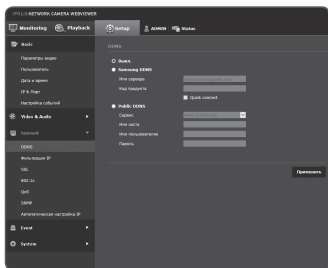 iPOLIS NETWORK CAMERA WEBVIEWER
Monitoring
Playback
Setup
ADMIN
Status
Basic
Параметры видео
Пользователь
Дата и время
IP & Порт
Настройка событий
Video & Audio
Network
DDNS
Фильтрация IP
SSL
802.1x
QoS
SNMP
Автоматическая настройка IP
Event
System
DDNS
Выкл.
Samsung DDNS
Имя сервера
Код продукта
Quick connect
Public DDNS
Сервис
Имя хоста
Имя пользователя
Пароль
Применить